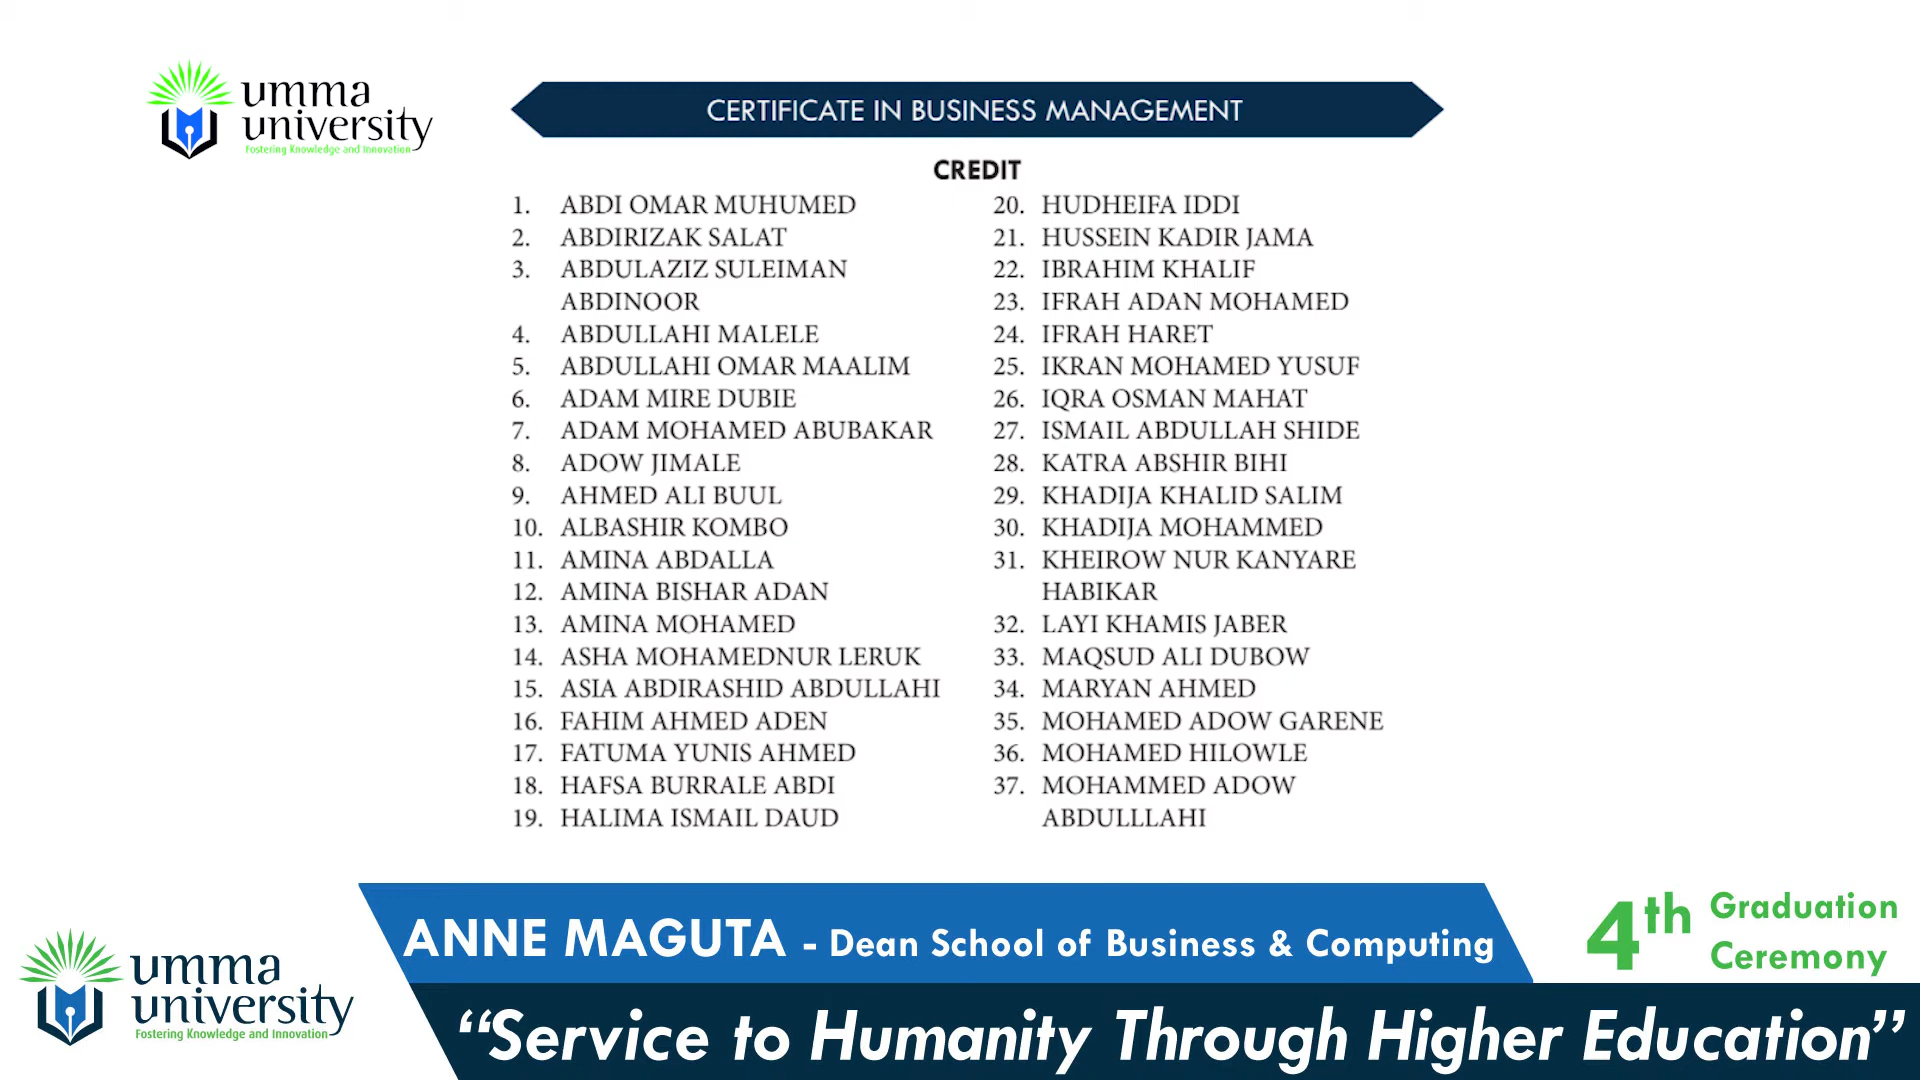 umma
university
Fostering Knowledge and Innovation
CERTIFICATE IN BUSINESS MANAGEMENT
CREDIT
1. ABDI OMAR MUHUMED
2. ABDIRIZAK SALAT
3. ABDULAZIZ SULEIMAN
ABDINOOR
4. ABDULLAHI MALELE
5. ABDULLAHI OMAR MAALIM
6. ADAM MIRE DUBIE
7. ADAM MOHAMED ABUBAKAR
8. ADOW JIMALE
9. AHMED ALI BUUL
10. ALBASHIR KOMBO
11. AMINA ABDALLA
12. AMINA BISHAR ADAN
13. AMINA MOHAMED
14. ASHA MOHAMEDNUR LERUK
15. ASIA ABDIRASHID ABDULLAHI
16. FAHIM AHMED ADEN
17. FATUMA YUNIS AHMED
18. HAFSA BURRALE ABDI
19. HALIMA ISMAIL DAUD
20. HUDHEIFA IDDI
21. HUSSEIN KADIR JAMA
22. IBRAHIM KHALIF
23. IFRAH ADAN MOHAMED
24. IFRAH HARET
25. IKRAN MOHAMED YUSUF
26. IQRA OSMAN MAHAT
27. ISMAIL ABDULLAH SHIDE
28. KATRA ABSHIR BIHI
29. KHADIJA KHALID SALIM
30. KHADIJA MOHAMMED
31. KHEIROW NUR KANYARE
HABIKAR
32. LAYI KHAMIS JABER
33. MAQSUD ALI DUBOW
34. MARYAN AHMED
35. MOHAMED ADOW GARENE
36. MOHAMED HILOWLE
37. MOHAMMED ADOW
ABDULLLAHI
ANNE MAGUTA - Dean School of Business & Computing
4th Graduation
Ceremony
umma
university
Fostering Knowledge and Innovation
“Service to Humanity Through Higher Education”